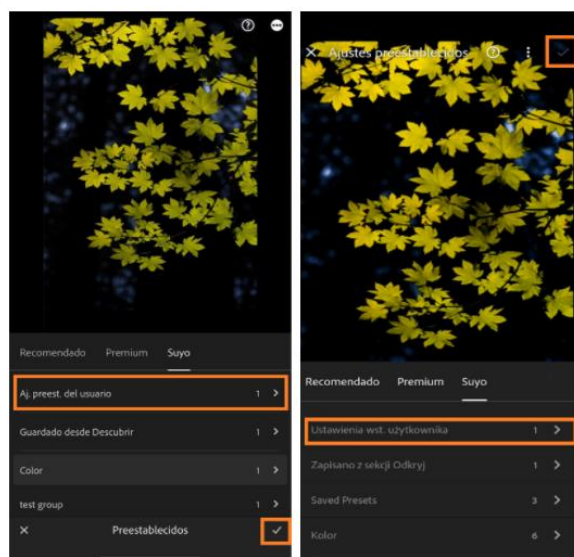 Recomendado Premium Suyo
Aj. preest. del usuario 1
Guardado desde Descubrir 1
Color 1
test group 1
Preestablecidos
Ajustes preestablecidos
Recomendado Premium Suyo
Ustawienia wst. użytkownika 1
Zapisano z sekcji Odkryj 1
Saved Presets 3
Kolor 6